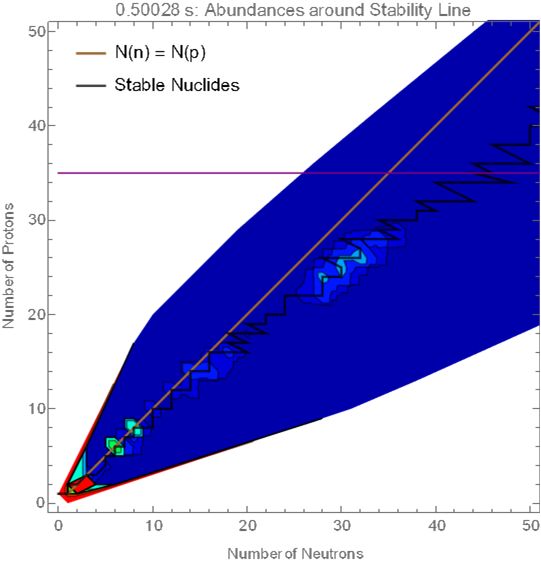 0.50028 s: Abundances around Stability Line
50
N(n) = N(p)
Stable Nuclides
40
30
Number of Protons
20
10
0
0 10 20 30 40 50
Number of Neutrons